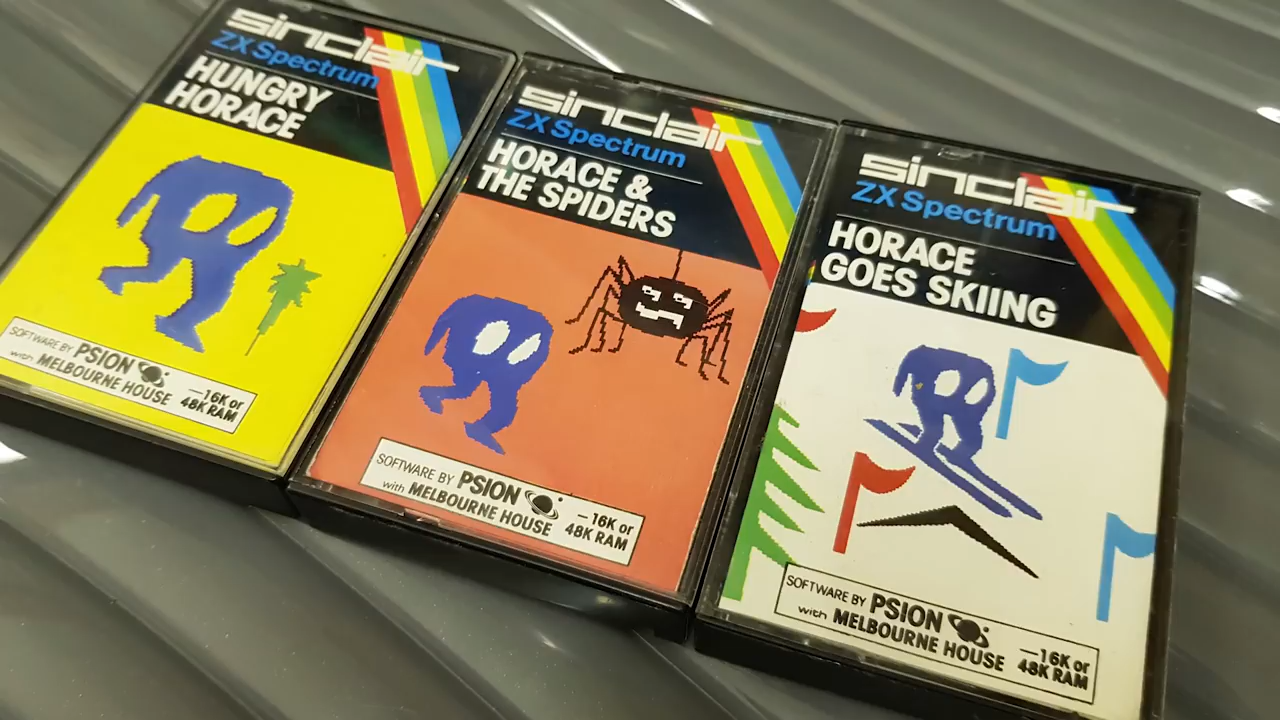 sinclair
ZX Spectrum
HUNGRY
HORACE
SOFTWARE BY PSION
with MELBOURNE HOUSE
—16K or
48K RAM
sinclair
ZX Spectrum
HORACE &
THE SPIDERS
SOFTWARE BY PSION
with MELBOURNE HOUSE
—16K or
48K RAM
sinclair
ZX Spectrum
HORACE
GOES SKIING
SOFTWARE BY PSION
with MELBOURNE HOUSE
—16K or
48K RAM